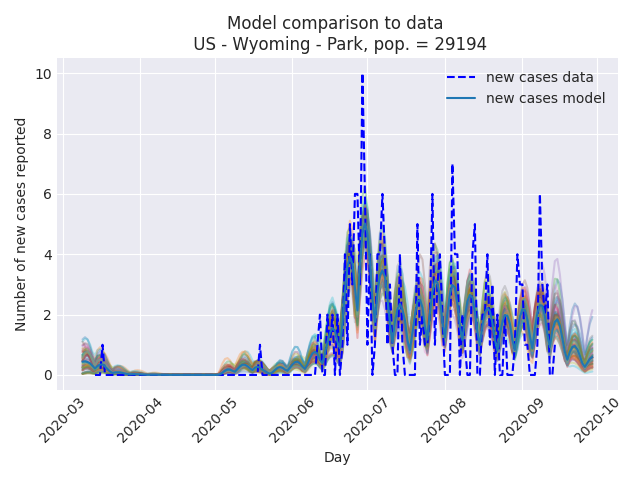 Model comparison to data
US - Wyoming - Park, pop. = 29194
new cases data
new cases model
Number of new cases reported
10
8
6
4
2
0
2020-03
2020-04
2020-05
2020-06
2020-07
2020-08
2020-09
2020-10
Day